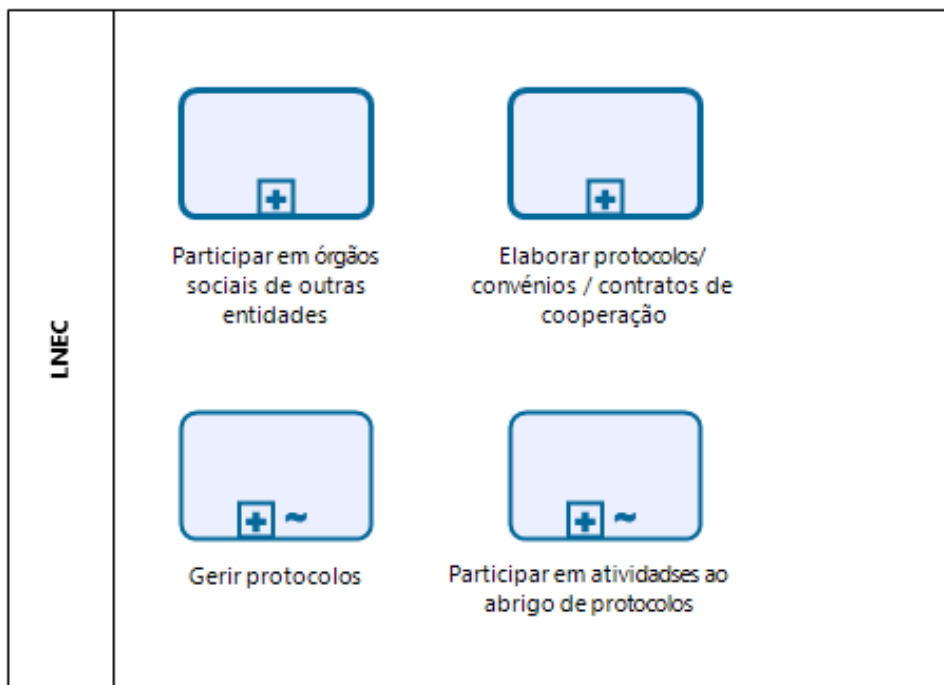 LNEC
Participar em órgãos
sociais de outras
entidades
Elaborar protocolos/
convénios / contratos de
cooperação
Gerir protocolos
Participar em atividadses ao
abrigo de protocolos